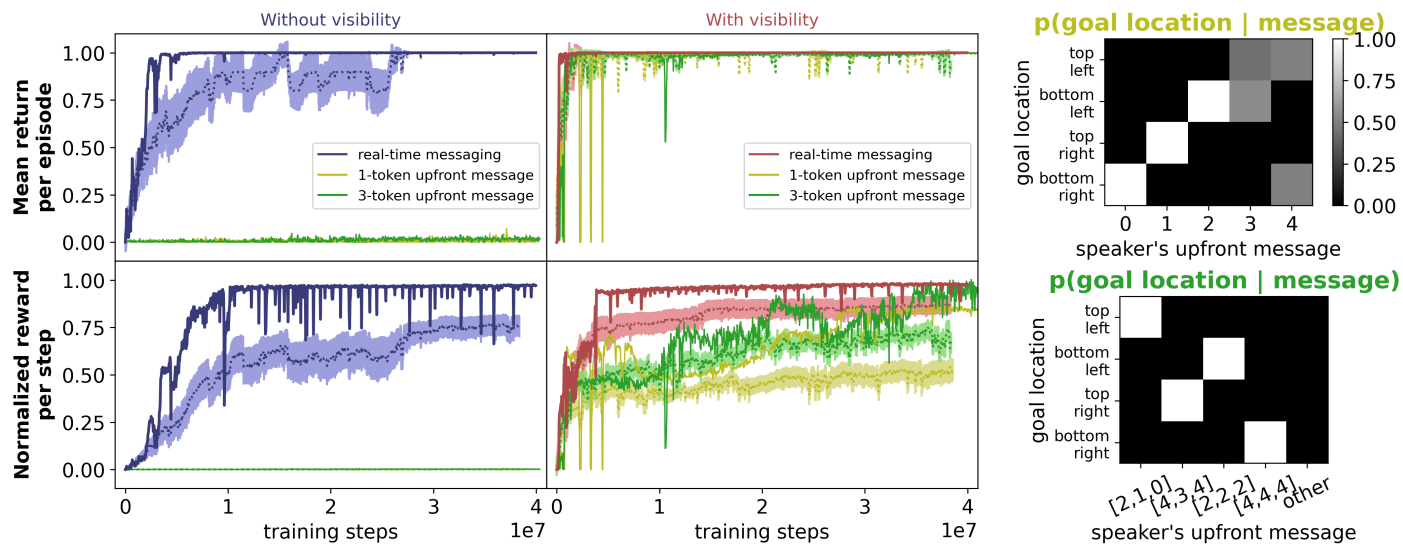 Without visibility
With visibility
Mean return
per episode
1.00
0.75
0.50
0.25
0.00
real-time messaging
1-token upfront message
3-token upfront message
real-time messaging
1-token upfront message
3-token upfront message
Normalized reward
per step
1.00
0.75
0.50
0.25
0.00
0
1
2
3
4
1e7
training steps
0
1
2
3
4
1e7
training steps
p(goal location | message)
goal location
top
left
bottom
left
top
right
bottom
right
0
1
2
3
4
speaker's upfront message
1.00
0.75
0.50
0.25
0.00
p(goal location | message)
goal location
top
left
bottom
left
top
right
bottom
right
[2,1,0]
[4,3,4]
[2,2,2]
[4,4,4]
other
speaker's upfront message